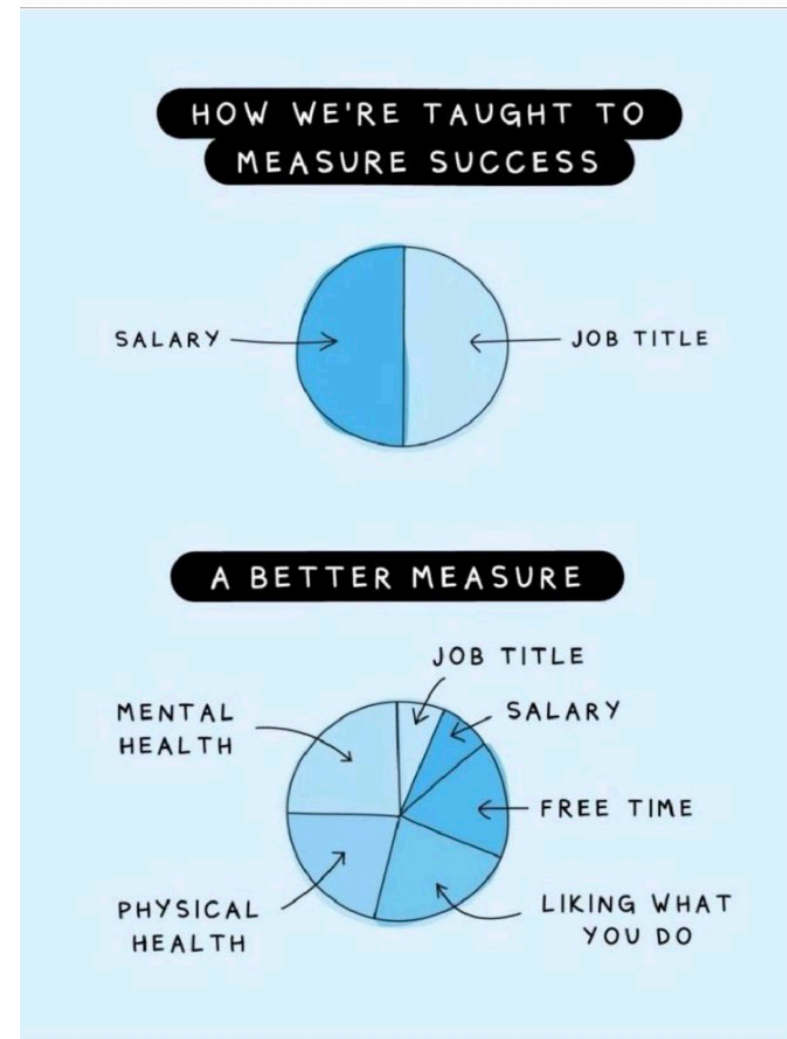 HOW WE'RE TAUGHT TO
MEASURE SUCCESS
SALARY
JOB TITLE
A BETTER MEASURE
JOB TITLE
MENTAL
HEALTH
SALARY
FREE TIME
PHYSICAL
HEALTH
LIKING WHAT
YOU DO